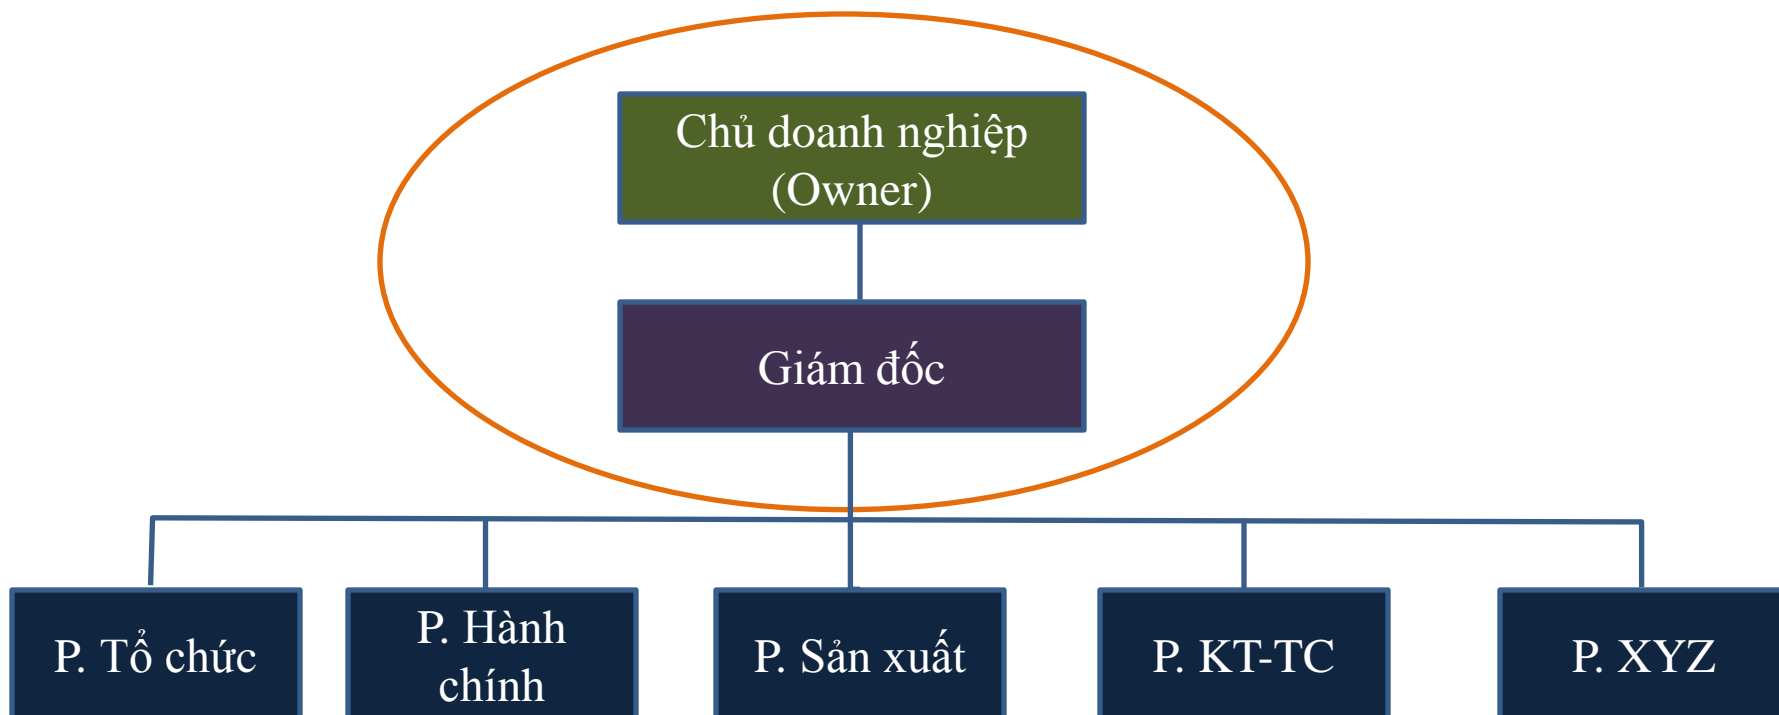 Chủ doanh nghiệp
(Owner)
Giám đốc
P. Tổ chức
P. Hành
chính
P. Sản xuất
P. KT-TC
P. XYZ